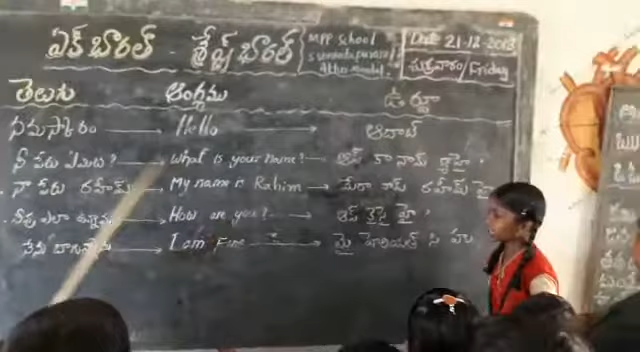 ఏక్ భారత్ - శ్రేష్ఠ భారత్
MPP School
Date 21-12-2018
శుక్రవారం/Friday
తెలుగు ఆంగ్లము ఉర్దూ
నమస్కారం Hello ఆదాబ్
నీ పేరు ఏమిటి? What is your name? ఆప్ కా నామ్ క్యాహై
నా పేరు రహీమ్ My name is Rahim మేరా నామ్ రహీమ్ హై
నీవు ఎలా ఉన్నావు How are you? ఆప్ కైసై హై
నేను బాగున్నాను I am Fine మై